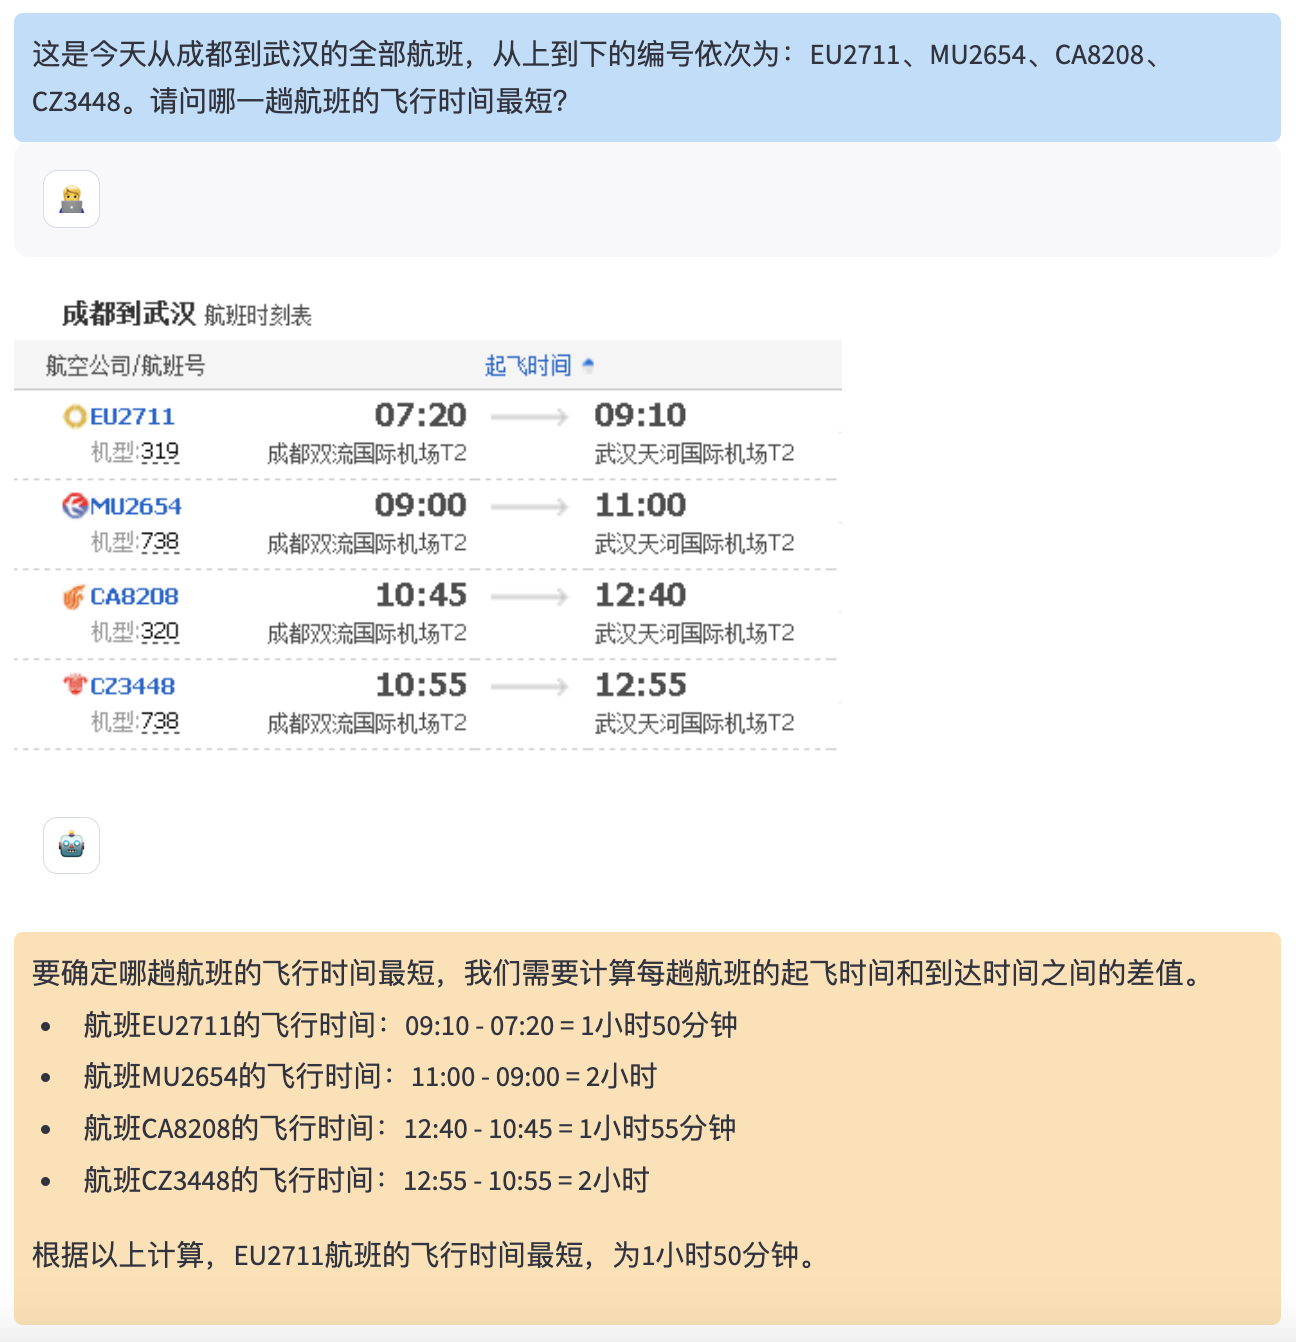 这是今天从成都到武汉的全部航班，从上到下的编号依次为：EU2711、MU2654、CA8208、
CZ3448。请问哪一趟航班的飞行时间最短？
成都到武汉 航班时刻表
航空公司/航班号 起飞时间
EU2711 07:20 09:10
机型:319 成都双流国际机场T2 武汉天河国际机场T2
MU2654 09:00 11:00
机型:738 成都双流国际机场T2 武汉天河国际机场T2
CA8208 10:45 12:40
机型:320 成都双流国际机场T2 武汉天河国际机场T2
CZ3448 10:55 12:55
机型:738 成都双流国际机场T2 武汉天河国际机场T2
要确定哪趟航班的飞行时间最短，我们需要计算每趟航班的起飞时间和到达时间之间的差值。
• 航班EU2711的飞行时间：09:10 - 07:20 = 1小时50分钟
• 航班MU2654的飞行时间：11:00 - 09:00 = 2小时
• 航班CA8208的飞行时间：12:40 - 10:45 = 1小时55分钟
• 航班CZ3448的飞行时间：12:55 - 10:55 = 2小时
根据以上计算，EU2711航班的飞行时间最短，为1小时50分钟。